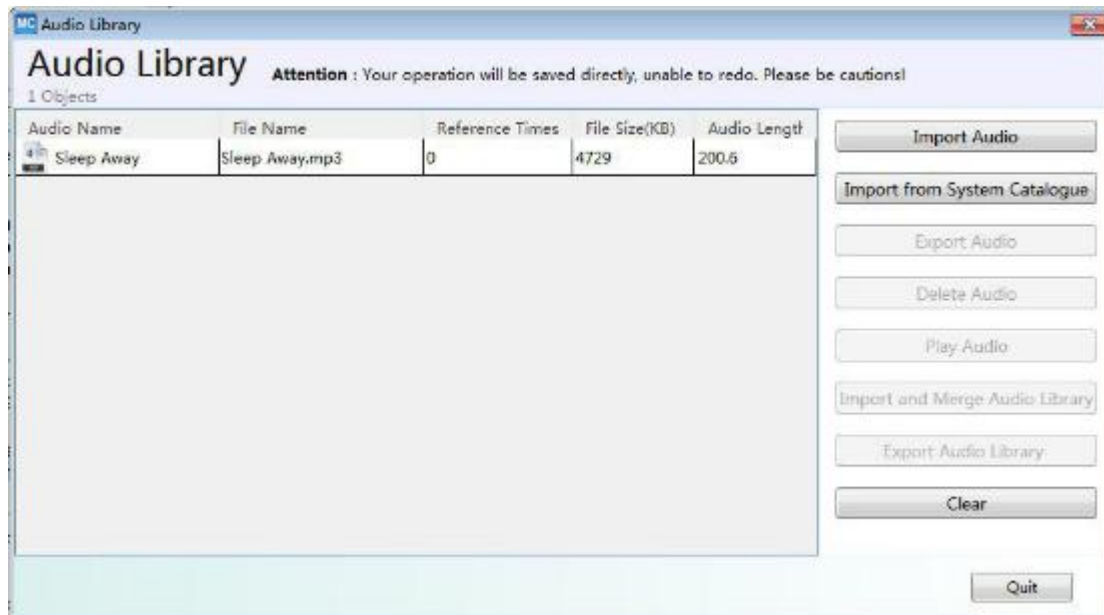 MC Audio Library
Audio Library Attention : Your operation will be saved directly, unable to redo. Please be cautions!
1 Objects
Audio Name File Name Reference Times File Size(KB) Audio Length
Sleep Away Sleep Away.mp3 0 4729 200.6
Import Audio
Import from System Catalogue
Export Audio
Delete Audio
Play Audio
Import and Merge Audio Library
Export Audio Library
Clear
Quit